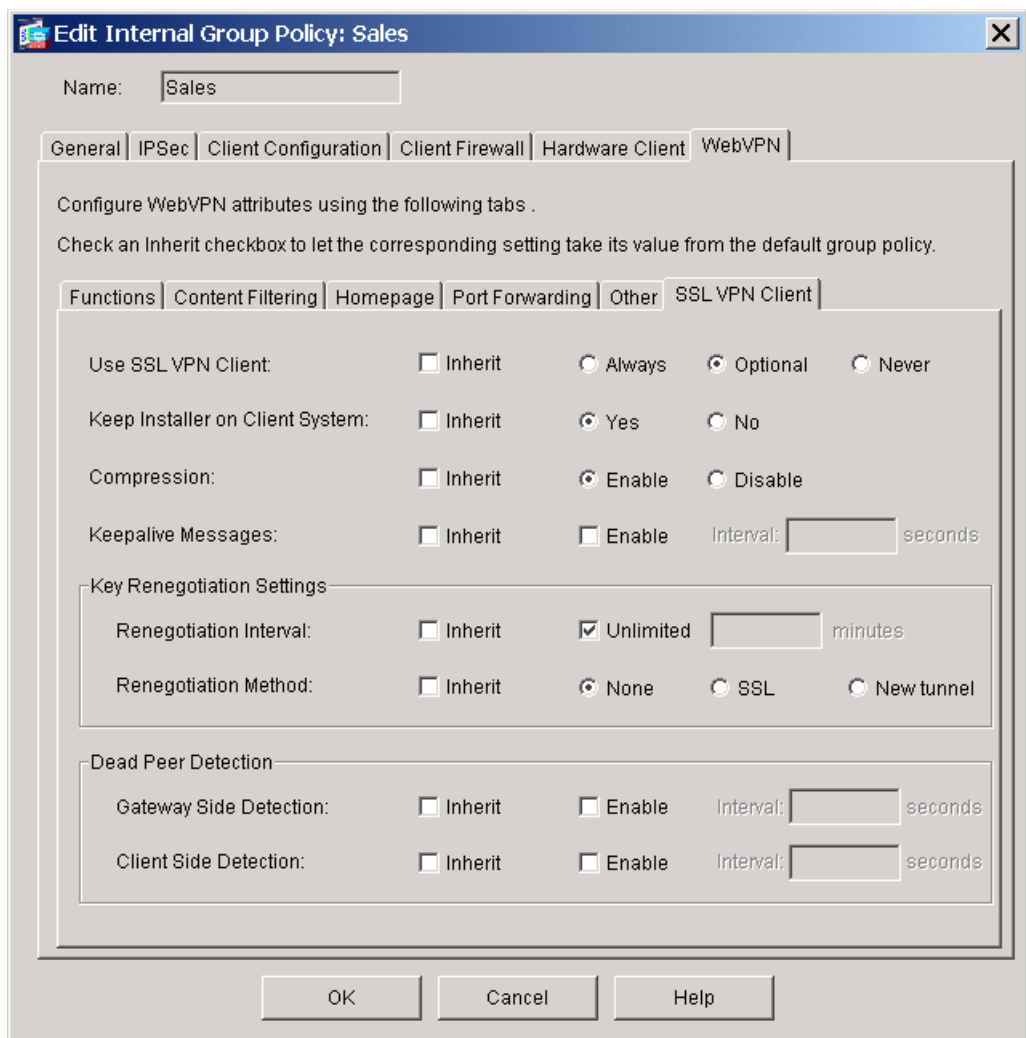 Edit Internal Group Policy: Sales
Name: Sales
General IPSec Client Configuration Client Firewall Hardware Client WebVPN
Configure WebVPN attributes using the following tabs .
Check an Inherit checkbox to let the corresponding setting take its value from the default group policy.
Functions Content Filtering Homepage Port Forwarding Other SSL VPN Client
Use SSL VPN Client: Inherit Always Optional Never
Keep Installer on Client System: Inherit Yes No
Compression: Inherit Enable Disable
Keepalive Messages: Inherit Enable Interval: seconds
Key Renegotiation Settings
Renegotiation Interval: Inherit Unlimited minutes
Renegotiation Method: Inherit None SSL New tunnel
Dead Peer Detection
Gateway Side Detection: Inherit Enable Interval: seconds
Client Side Detection: Inherit Enable Interval: seconds
OK Cancel Help